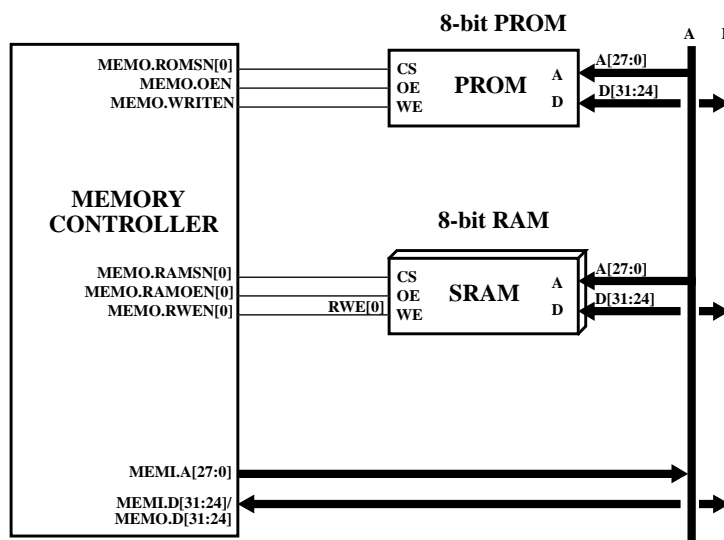 8-bit PROM
A
MEMO.ROMSN[0]
CS
A
A[27:0]
MEMO.OEN
OE
PROM
MEMO.WRITEN
WE
D
D[31:24]
MEMORY
CONTROLLER
8-bit RAM
MEMO.RAMSN[0]
CS
A
A[27:0]
MEMO.RAMOEN[0]
OE
SRAM
MEMO.RWEN[0]
RWE[0]
WE
D
D[31:24]
MEMI.A[27:0]
MEMI.D[31:24]/
MEMO.D[31:24]